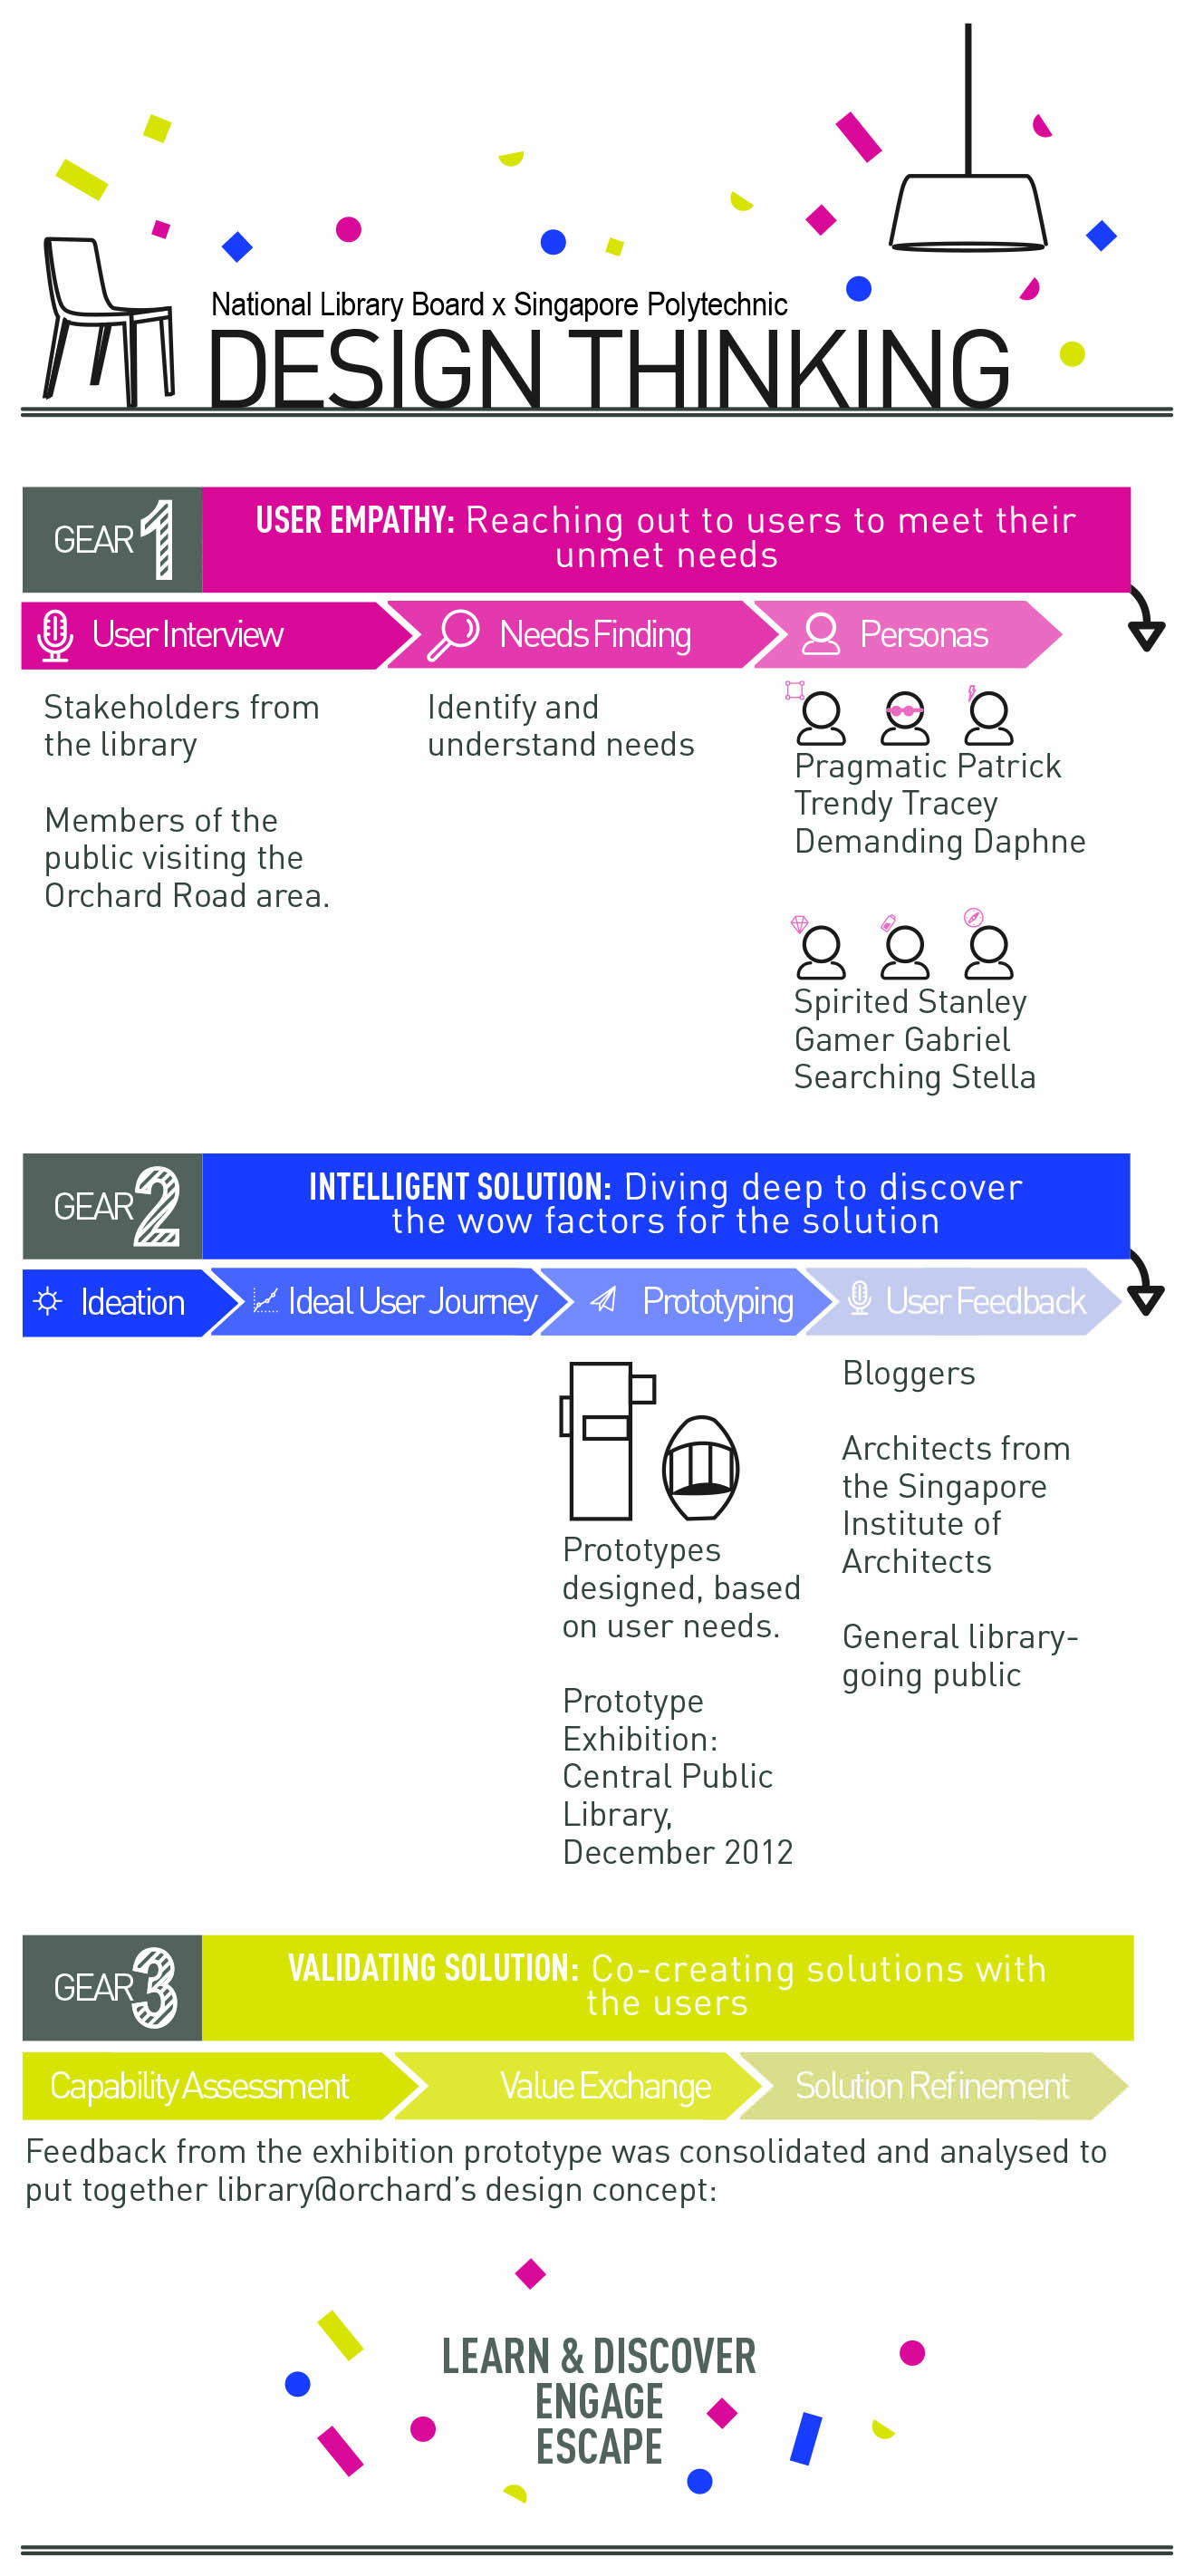 National Library Board x Singapore Polytechnic
DESIGN THINKING
GEAR 1
USER EMPATHY: Reaching out to users to meet their
unmet needs
User Interview
Needs Finding
Personas
Stakeholders from
the library
Members of the
public visiting the
Orchard Road area.
Identify and
understand needs
Pragmatic Patrick
Trendy Tracey
Demanding Daphne
Spirited Stanley
Gamer Gabriel
Searching Stella
GEAR 2
INTELLIGENT SOLUTION: Diving deep to discover
the wow factors for the solution
Ideation
Ideal User Journey
Prototyping
User Feedback
Prototypes
designed, based
on user needs.
Prototype
Exhibition:
Central Public
Library,
December 2012
Bloggers
Architects from
the Singapore
Institute of
Architects
General library-
going public
GEAR 3
VALIDATING SOLUTION: Co-creating solutions with
the users
Capability Assessment
Value Exchange
Solution Refinement
Feedback from the exhibition prototype was consolidated and analysed to
put together library@orchard's design concept:
LEARN & DISCOVER
ENGAGE
ESCAPE